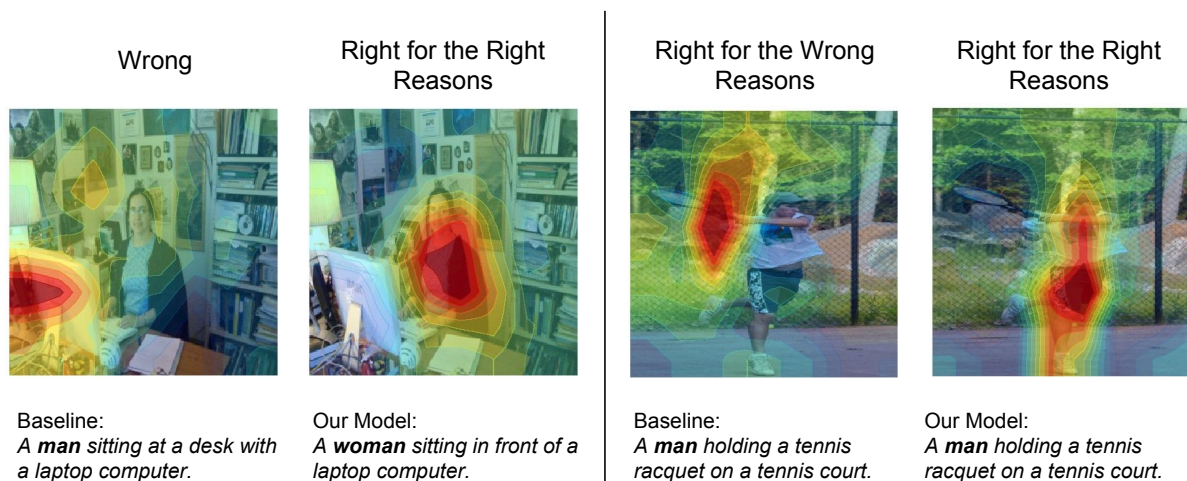 Wrong
Right for the Right
Reasons
Right for the Wrong
Reasons
Right for the Right
Reasons
Baseline:
A man sitting at a desk with
a laptop computer.
Our Model:
A woman sitting in front of a
laptop computer.
Baseline:
A man holding a tennis
racquet on a tennis court.
Our Model:
A man holding a tennis
racquet on a tennis court.